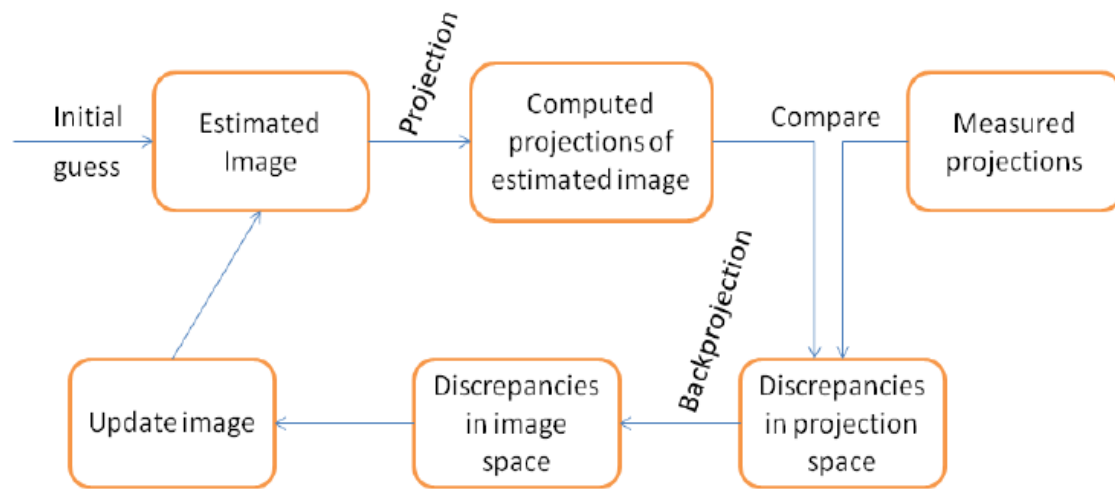 Initial
guess
Estimated
Image
Projection
Computed
projections of
estimated image
Compare
Measured
projections
Update image
Discrepancies
in image
space
Backprojection
Discrepancies
in projection
space